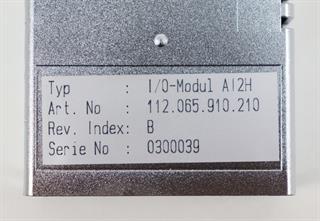 Typ : I/O-Modul AI2H
Art. No : 112.065.910.210
Rev. Index: B
Serie No : 0300039